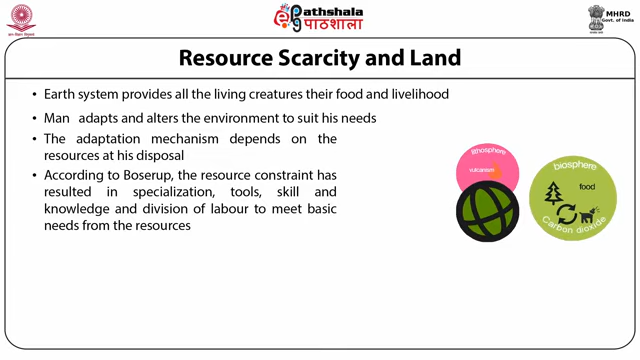 Pathshala
पाठशाला
MHRD
Govt. of India
Resource Scarcity and Land
• Earth system provides all the living creatures their food and livelihood
• Man adapts and alters the environment to suit his needs
• The adaptation mechanism depends on the
resources at his disposal
• According to Boserup, the resource constraint has
resulted in specialization, tools, skill and
knowledge and division of labour to meet basic
needs from the resources
lithosphere
vulcanism
biosphere
food
Carbon dioxide